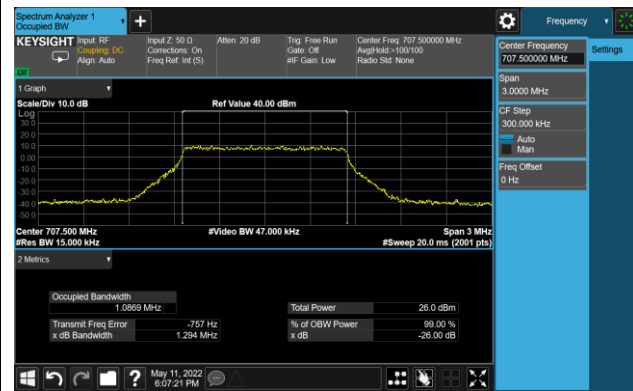 Spectrum Analyzer 1
Occupied BW
+
Frequency
Settings
KEYSIGHT
Input: RF
Coupling: DC
Align: Auto
Input Z: 50 Ω
Corrections: On
Freq Ref: Int (S)
Atten: 20 dB
Trig: Free Run
Gate: Off
#IF Gain: Low
Center Freq: 707.500000 MHz
Avg|Hold:>100/100
Radio Std: None
Center Frequency
707.500000 MHz
Span
3.0000 MHz
CF Step
300.000 kHz
Auto
Man
Freq Offset
0 Hz
1 Graph
Scale/Div 10.0 dB
Ref Value 40.00 dBm
Log
30.0
20.0
10.0
0.00
-10.0
-20.0
-30.0
-40.0
-50.0
Center 707.500 MHz
#Video BW 47.000 kHz
Span 3 MHz
#Res BW 15.000 kHz
#Sweep 20.0 ms (2001 pts)
2 Metrics
Occupied Bandwidth
1.0869 MHz
Total Power
26.0 dBm
Transmit Freq Error
-757 Hz
% of OBW Power
99.00 %
x dB Bandwidth
1.294 MHz
x dB
-26.00 dB
?
May 11, 2022
6:07:21 PM